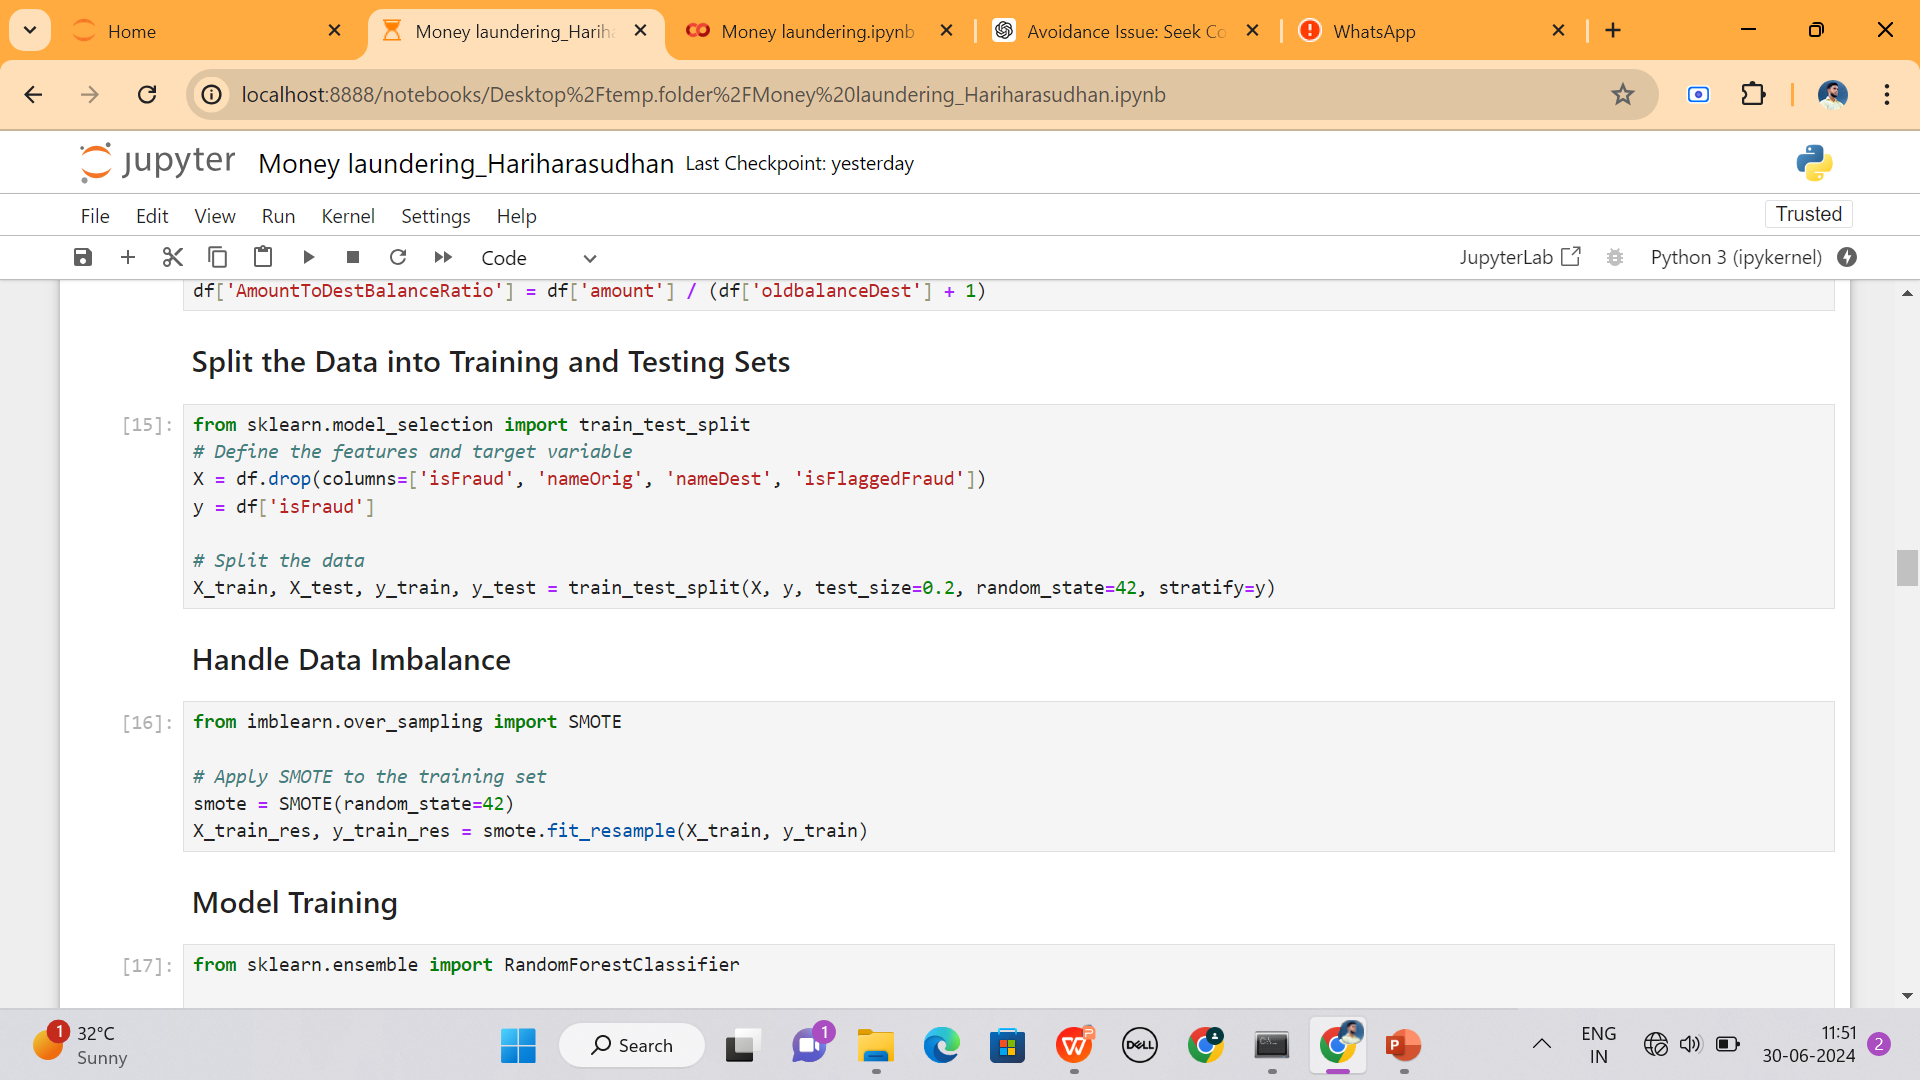 Home
Money laundering_Hariha
Money laundering.ipynb
Avoidance Issue: Seek Co
WhatsApp
localhost:8888/notebooks/Desktop%2Ftemp.folder%2FMoney%20laundering_Hariharasudhan.ipynb
jupyter Money laundering_Hariharasudhan Last Checkpoint: yesterday
File Edit View Run Kernel Settings Help Trusted
Code JupyterLab Python 3 (ipykernel)
df['AmountToDestBalanceRatio'] = df['amount'] / (df['oldbalanceDest'] + 1)
Split the Data into Training and Testing Sets
[15]: from sklearn.model_selection import train_test_split
# Define the features and target variable
X = df.drop(columns=['isFraud', 'nameOrig', 'nameDest', 'isFlaggedFraud'])
y = df['isFraud']
# Split the data
X_train, X_test, y_train, y_test = train_test_split(X, y, test_size=0.2, random_state=42, stratify=y)
Handle Data Imbalance
[16]: from imblearn.over_sampling import SMOTE
# Apply SMOTE to the training set
smote = SMOTE(random_state=42)
X_train_res, y_train_res = smote.fit_resample(X_train, y_train)
Model Training
[17]: from sklearn.ensemble import RandomForestClassifier
1 32°C
Sunny
Search
1
DELL
ENG
IN
11:51
30-06-2024
2